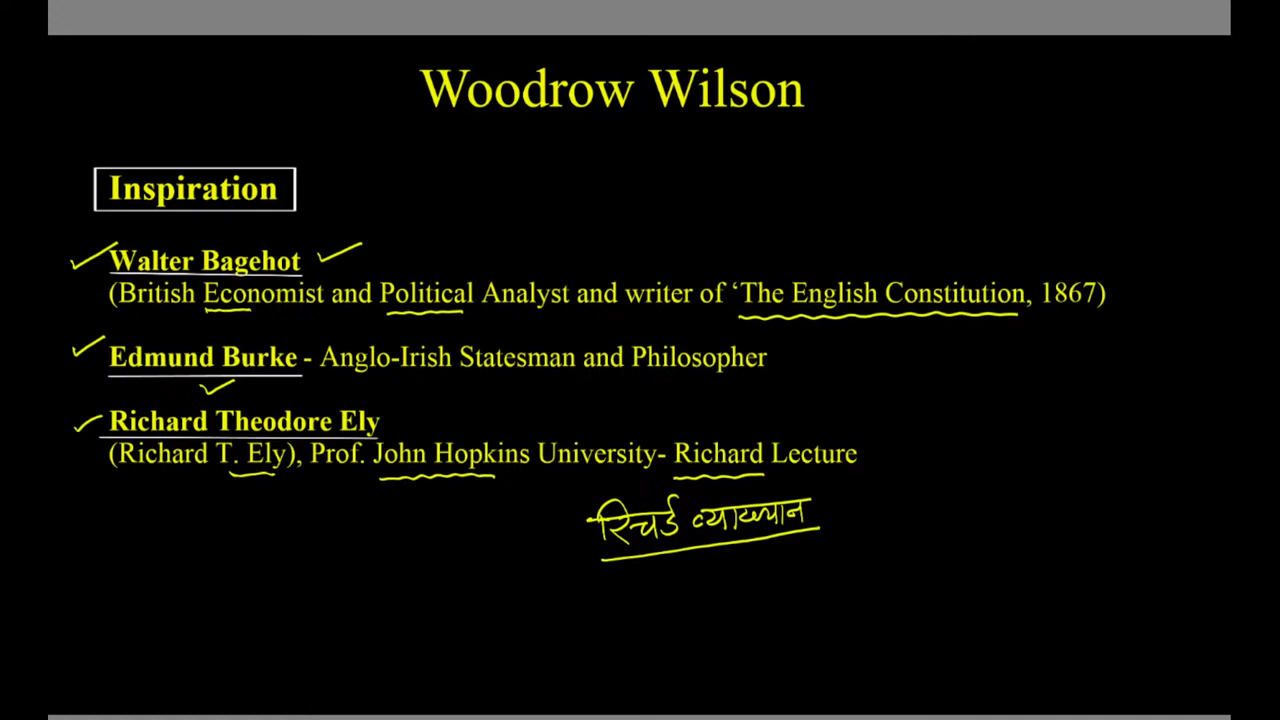 Woodrow Wilson
Inspiration
Walter Bagehot
(British Economist and Political Analyst and writer of ‘The English Constitution, 1867)
Edmund Burke - Anglo-Irish Statesman and Philosopher
Richard Theodore Ely
(Richard T. Ely), Prof. John Hopkins University- Richard Lecture
रिचर्ड व्याख्यान